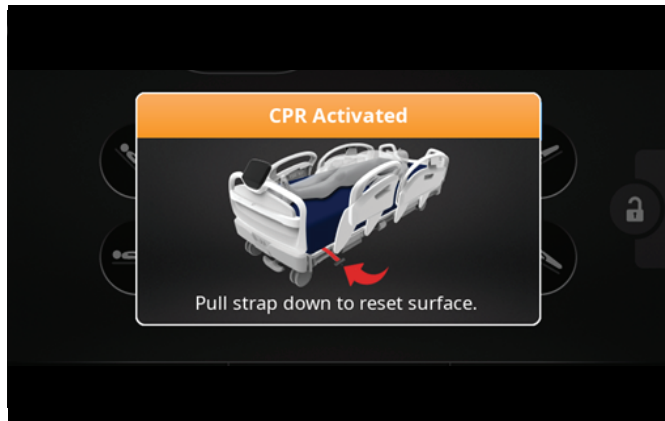 CPR Activated
Pull strap down to reset surface.